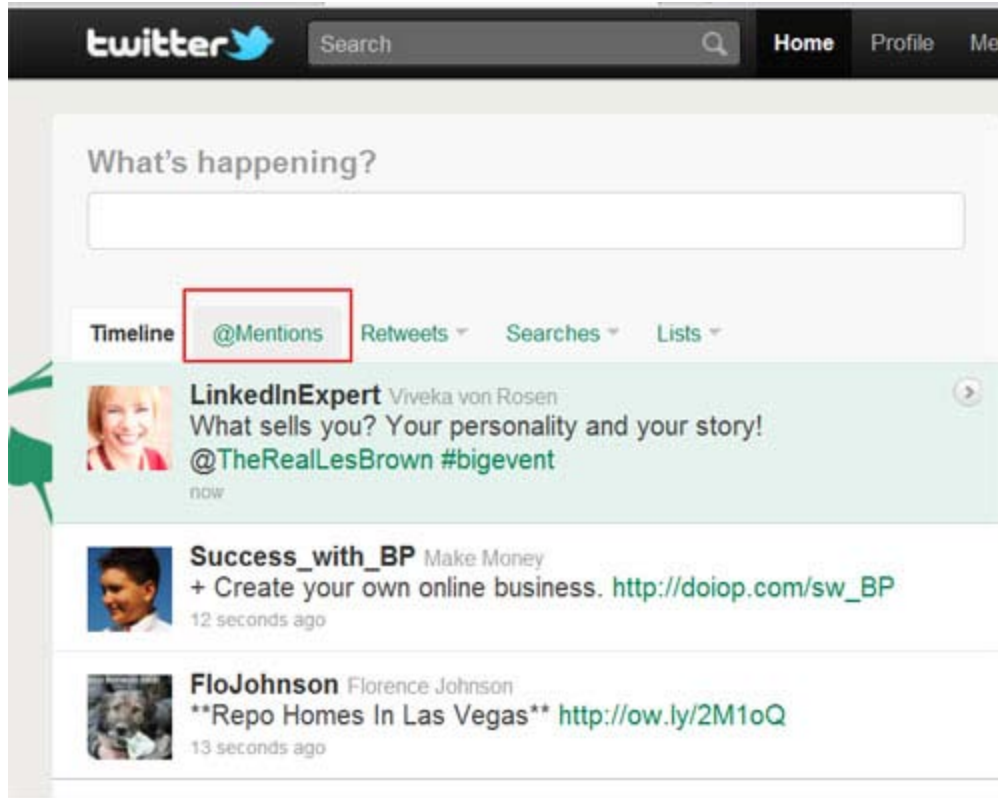 twitter Search Home Profile Me
What's happening?
Timeline @Mentions Retweets Searches Lists
LinkedInExpert Viveka von Rosen
What sells you? Your personality and your story!
@TheRealLesBrown #bigevent
now
Success_with_BP Make Money
+ Create your own online business. http://doiop.com/sw_BP
12 seconds ago
FloJohnson Florence Johnson
**Repo Homes In Las Vegas** http://ow.ly/2M1oQ
13 seconds ago